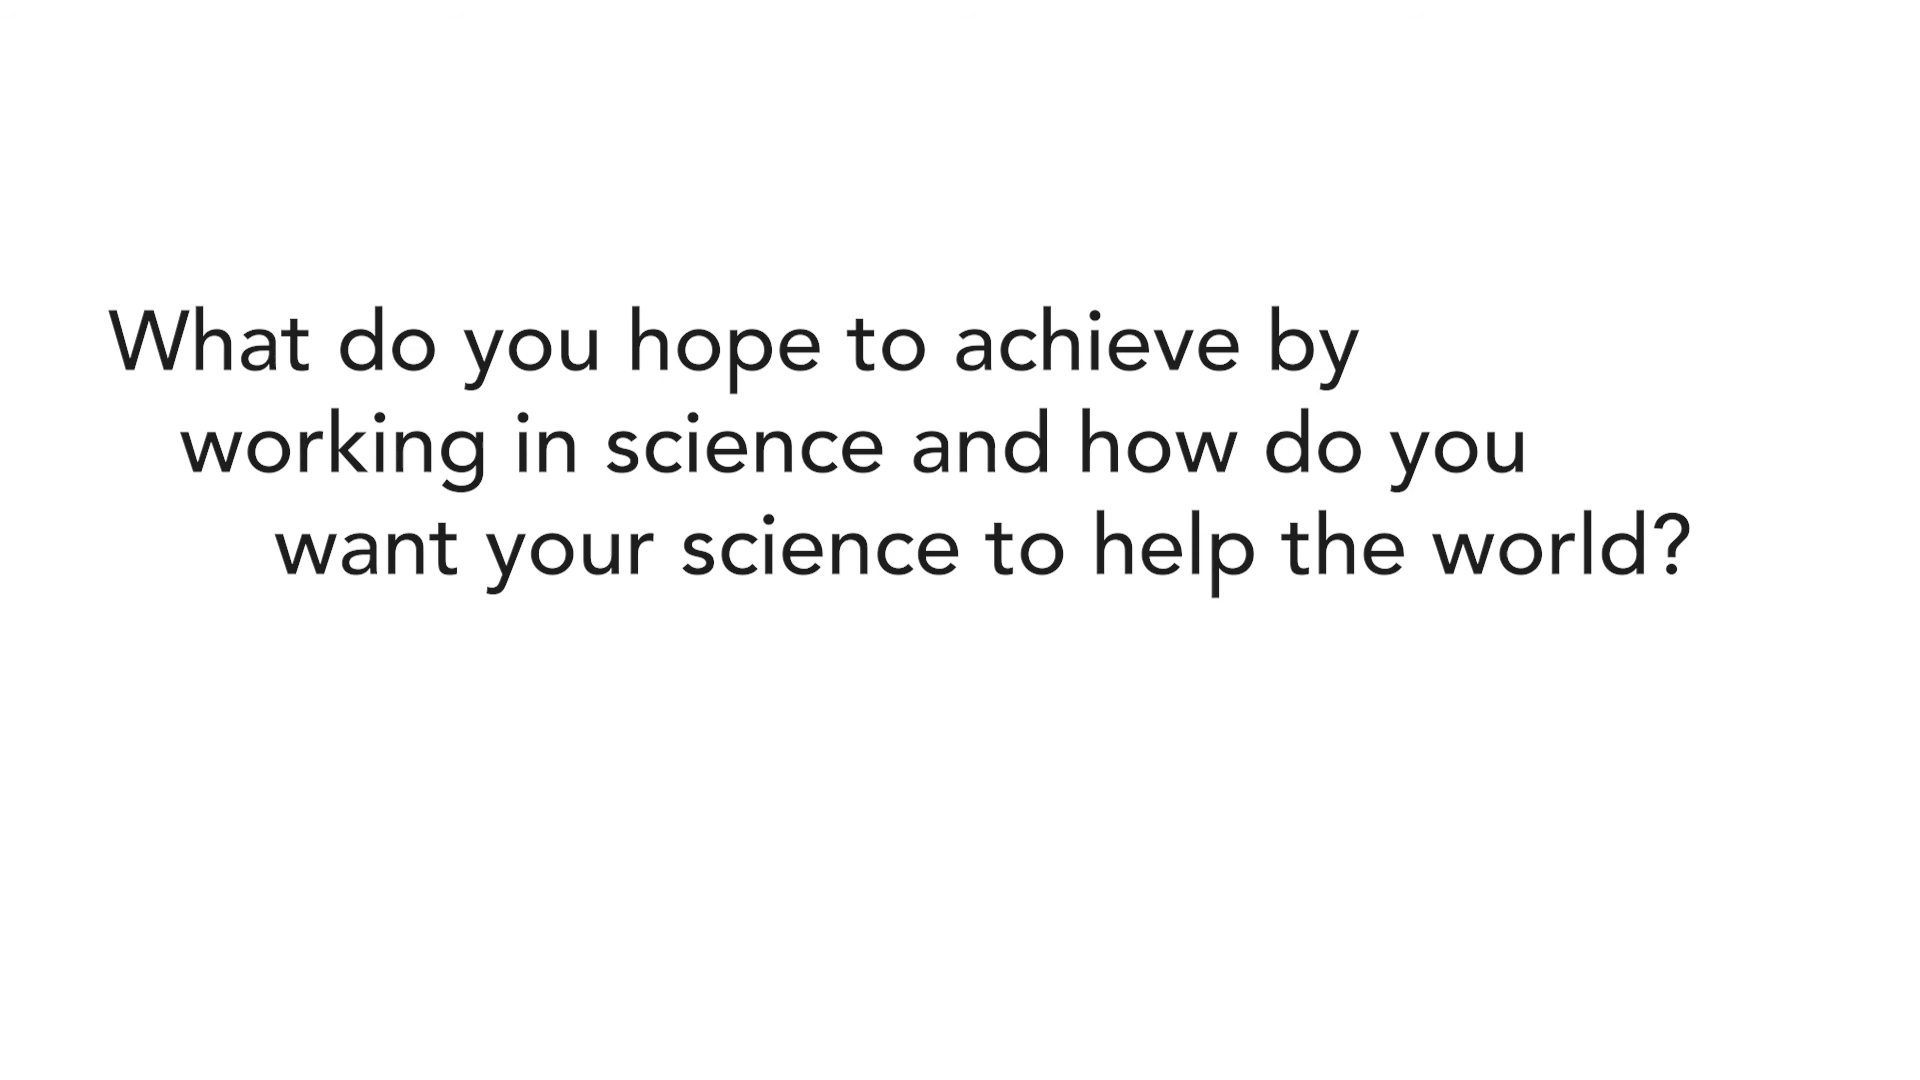 What do you hope to achieve by
working in science and how do you
want your science to help the world?